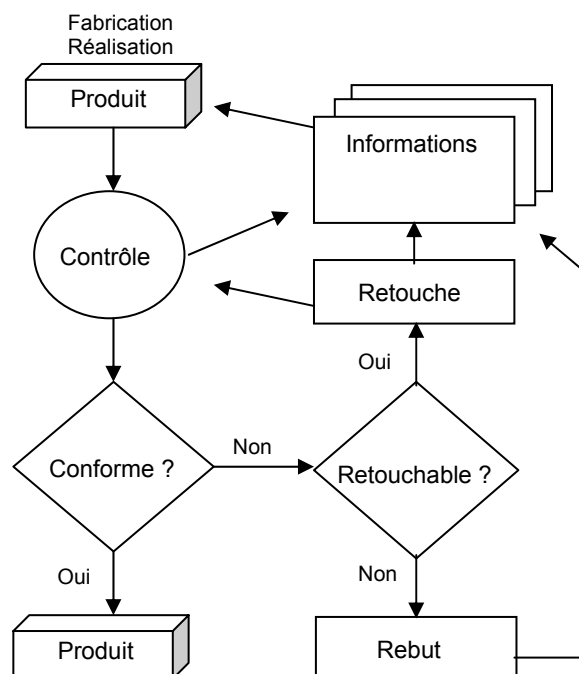 Fabrication
Réalisation
Produit
Informations
Contrôle
Retouche
Oui
Conforme ?
Non
Retouchable ?
Oui
Non
Produit
Rebut